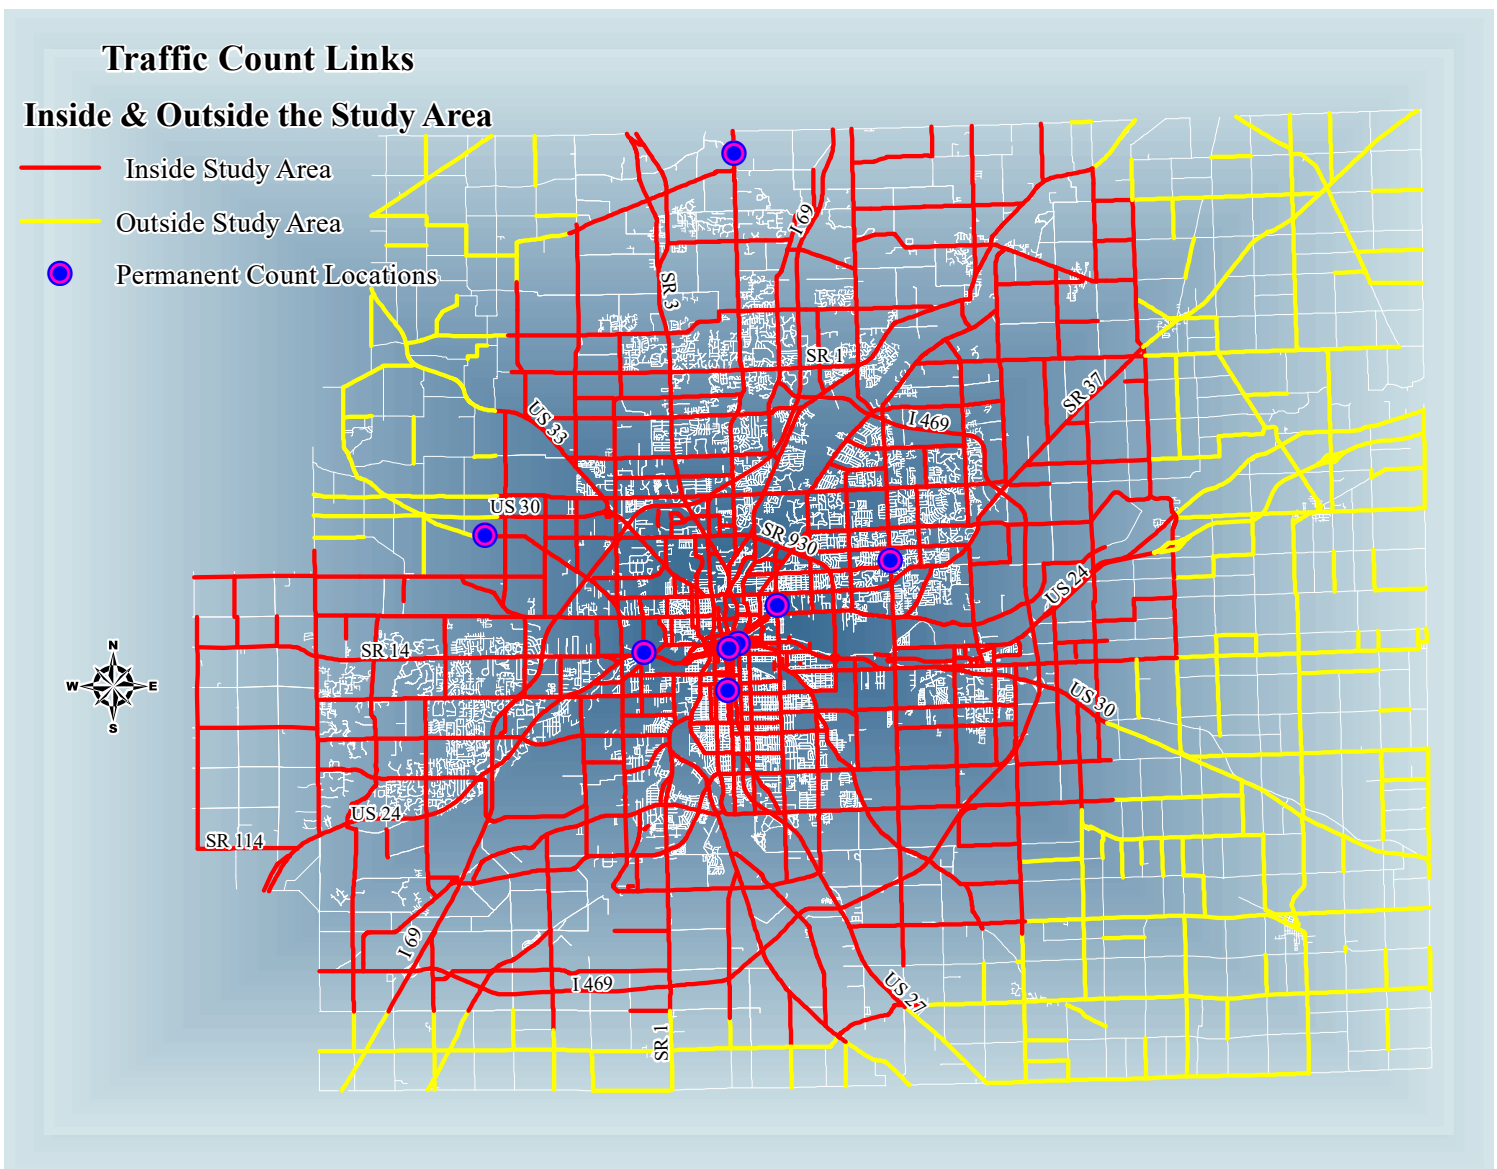 Traffic Count Links
Inside & Outside the Study Area
Inside Study Area
Outside Study Area
Permanent Count Locations
I 69
SR 3
SR 1
SR 37
US 33
I 469
US 30
SR 930
US 24
SR 14
N
W E
S
US 30
US 24
SR 114
I 69
I 469
US 27
SR 1